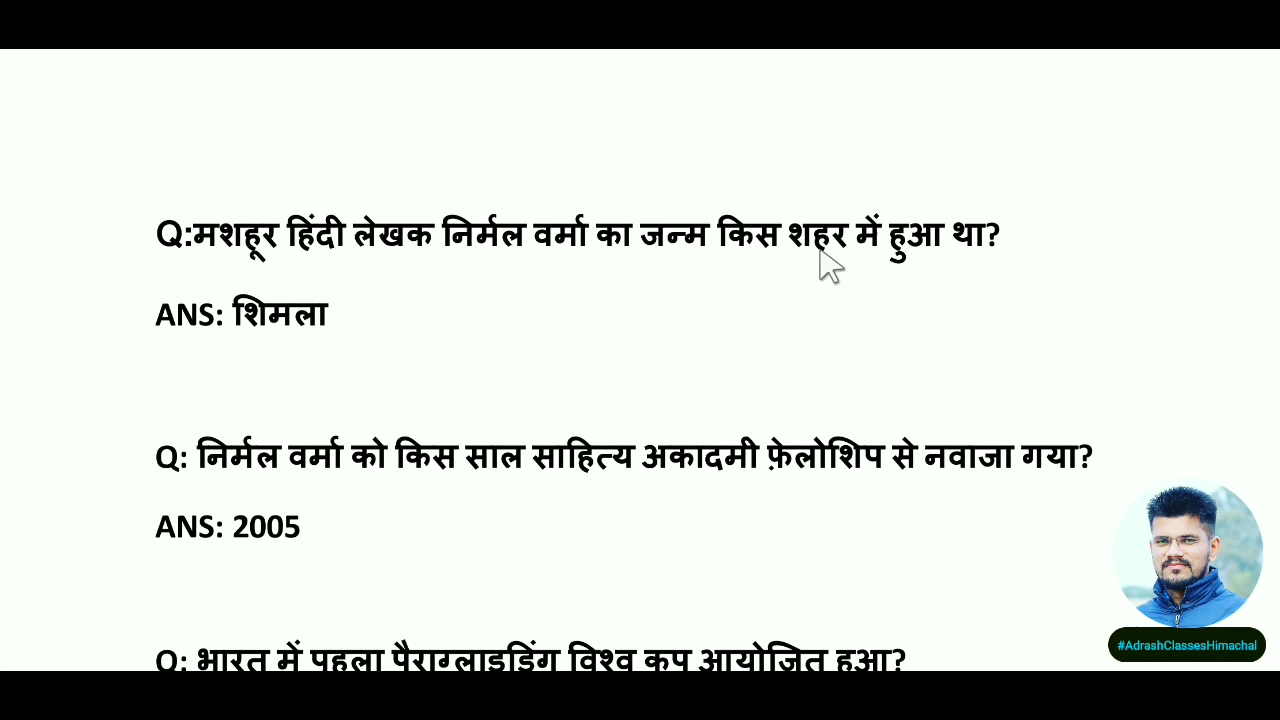 Q:मशहूर हिंदी लेखक निर्मल वर्मा का जन्म किस शहर में हुआ था?
ANS: शिमला
Q: निर्मल वर्मा को किस साल साहित्य अकादमी फ़ेलोशिप से नवाजा गया?
ANS: 2005
Q: भारत में पहला पैराग्लाइडिंग विश्व कप आयोजित हुआ?
#AdrashClassesHimachal